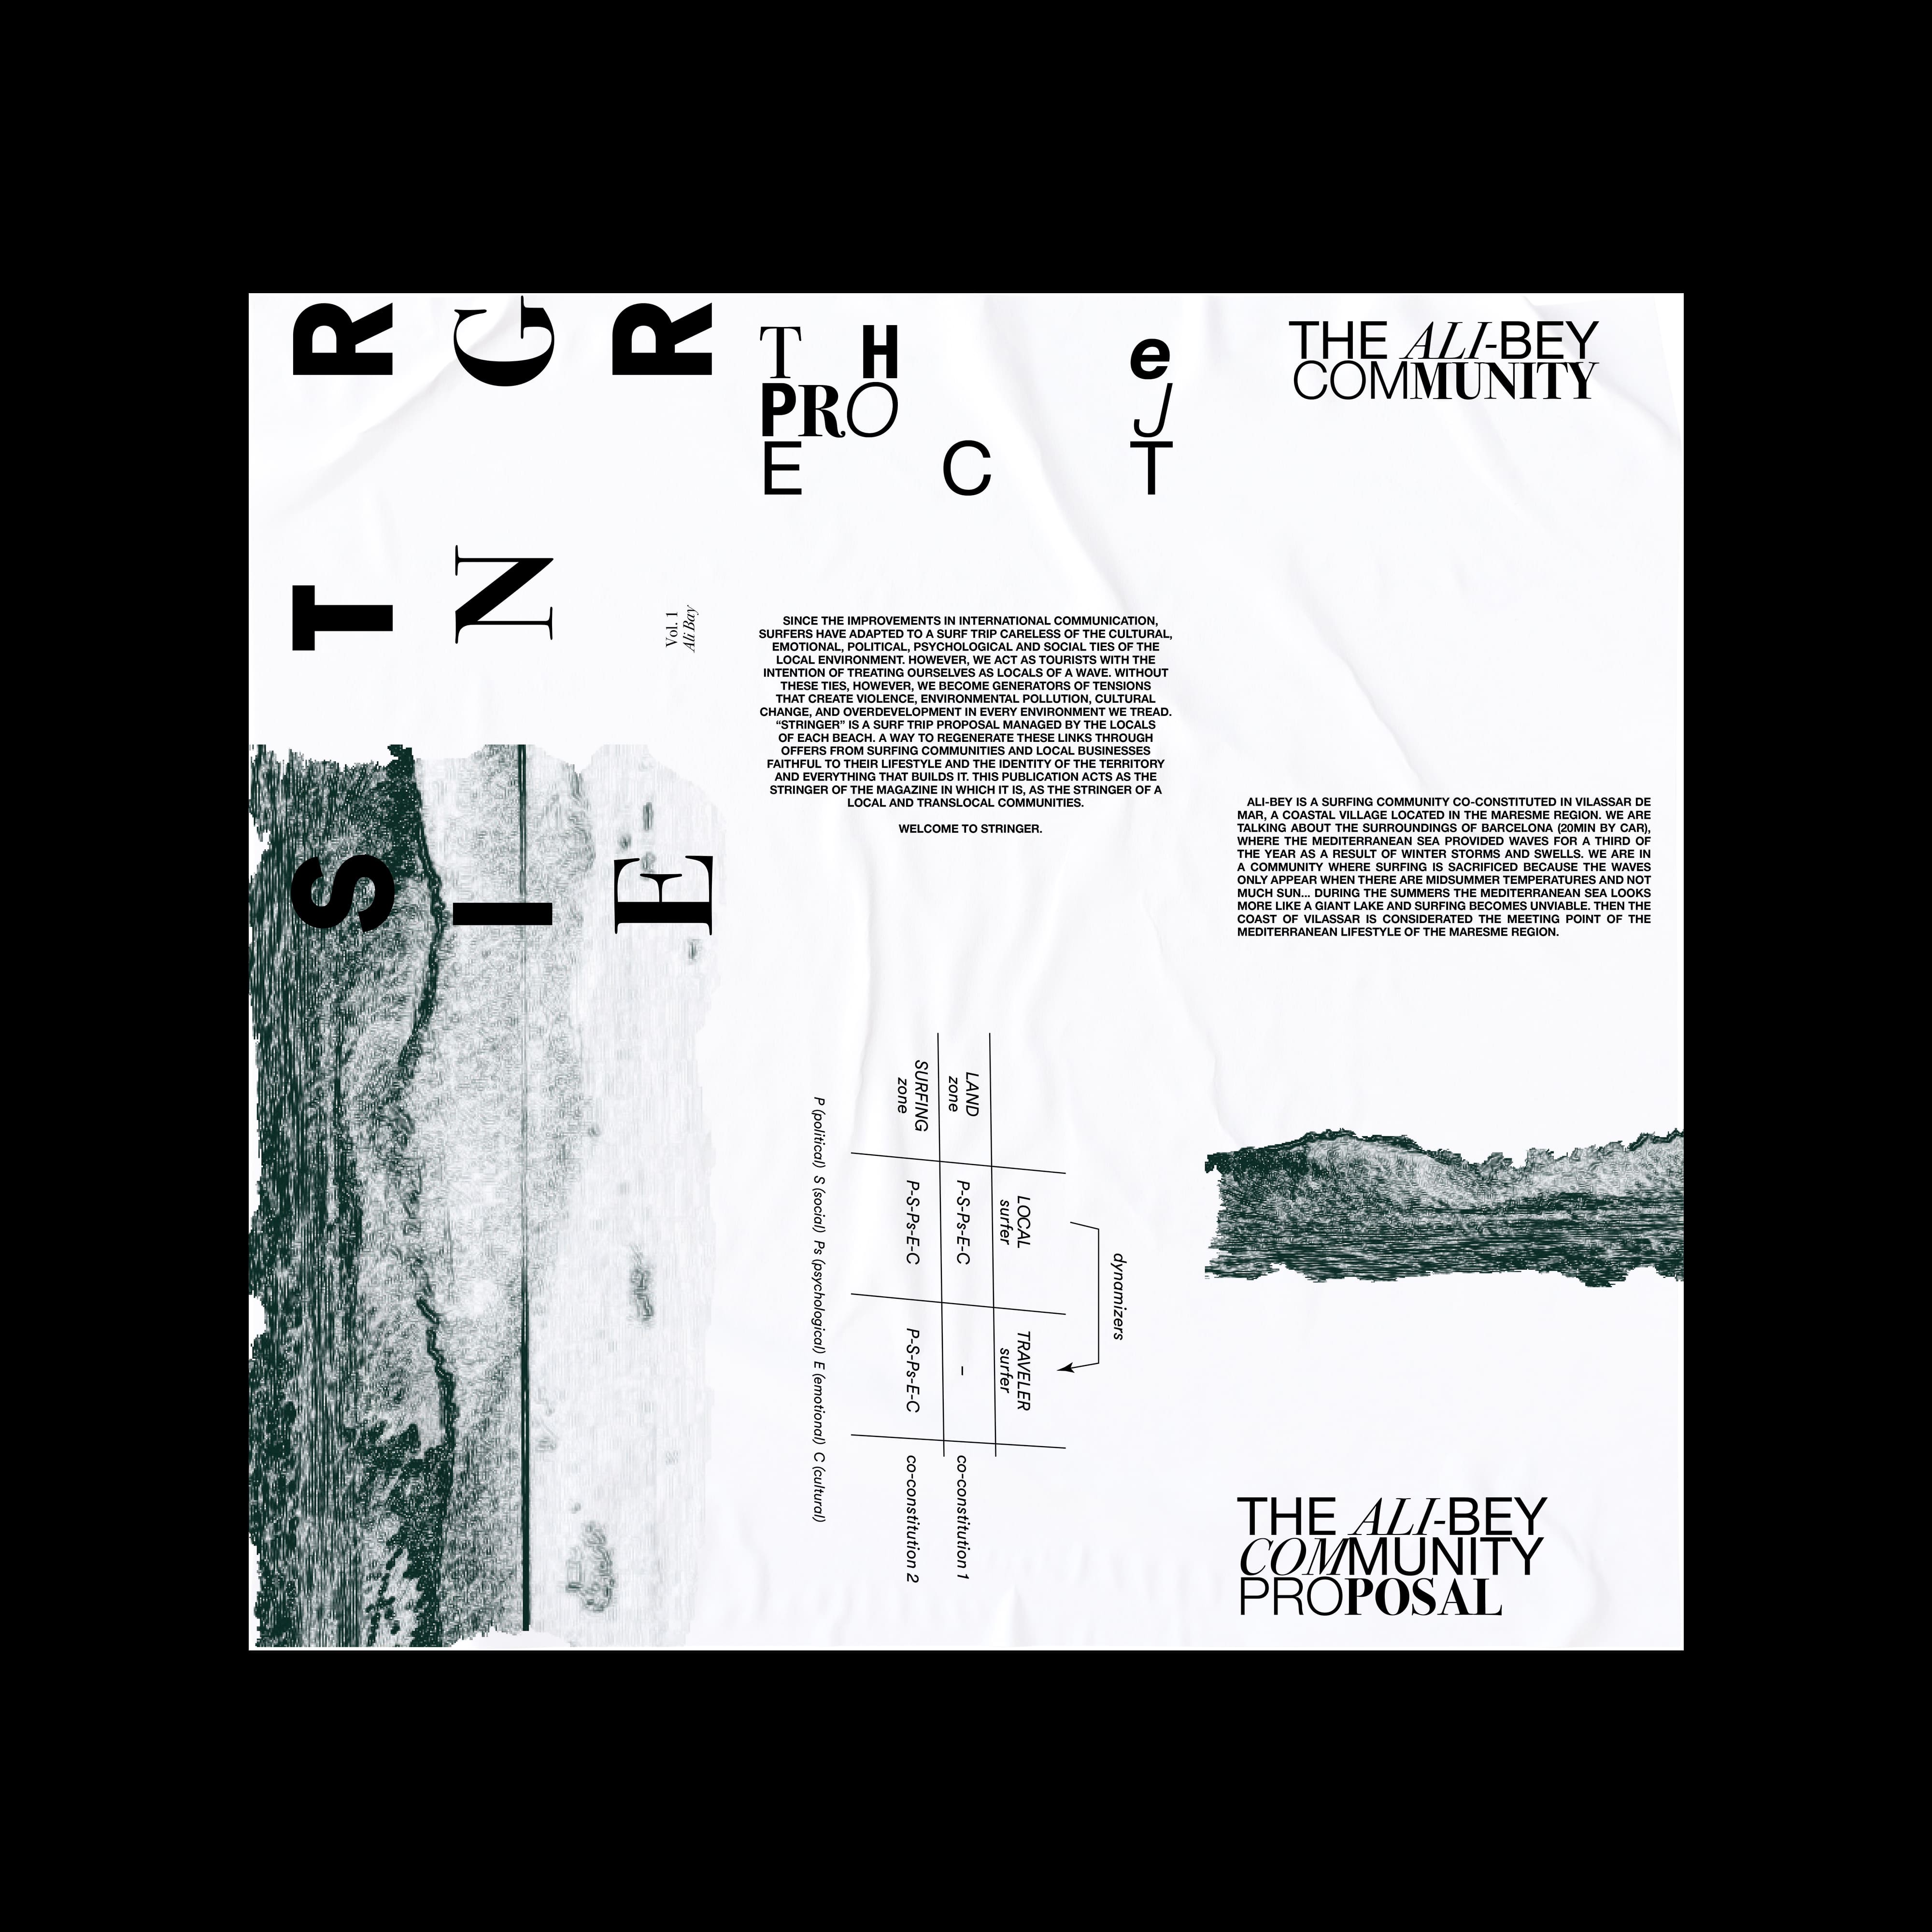 S T R
I N G
E R
Vol. I
Ali Bay
T H e
PROJ
E C T
SINCE THE IMPROVEMENTS IN INTERNATIONAL COMMUNICATION,
SURFERS HAVE ADAPTED TO A SURF TRIP CARELESS OF THE CULTURAL,
EMOTIONAL, POLITICAL, PSYCHOLOGICAL AND SOCIAL TIES OF THE
LOCAL ENVIRONMENT. HOWEVER, WE ACT AS TOURISTS WITH THE
INTENTION OF TREATING OURSELVES AS LOCALS OF A WAVE. WITHOUT
THESE TIES, HOWEVER, WE BECOME GENERATORS OF TENSIONS
THAT CREATE VIOLENCE, ENVIRONMENTAL POLLUTION, CULTURAL
CHANGE, AND OVERDEVELOPMENT IN EVERY ENVIRONMENT WE TREAD.
“STRINGER” IS A SURF TRIP PROPOSAL MANAGED BY THE LOCALS
OF EACH BEACH. A WAY TO REGENERATE THESE LINKS THROUGH
OFFERS FROM SURFING COMMUNITIES AND LOCAL BUSINESSES
FAITHFUL TO THEIR LIFESTYLE AND THE IDENTITY OF THE TERRITORY
AND EVERYTHING THAT BUILDS IT. THIS PUBLICATION ACTS AS THE
STRINGER OF THE MAGAZINE IN WHICH IT IS, AS THE STRINGER OF A
LOCAL AND TRANSLOCAL COMMUNITIES.
WELCOME TO STRINGER.
dynamizers
LOCAL
surfer
TRAVELER
surfer
LAND
zone
P-S-Ps-E-C
–
co-constitution 1
SURFING
zone
P-S-Ps-E-C
P-S-Ps-E-C
co-constitution 2
P (political) S (social) Ps (psychological) E (emotional) C (cultural)
THE ALI-BEY
COMMUNITY
ALI-BEY IS A SURFING COMMUNITY CO-CONSTITUTED IN VILASSAR DE
MAR, A COASTAL VILLAGE LOCATED IN THE MARESME REGION. WE ARE
TALKING ABOUT THE SURROUNDINGS OF BARCELONA (20MIN BY CAR),
WHERE THE MEDITERRANEAN SEA PROVIDED WAVES FOR A THIRD OF
THE YEAR AS A RESULT OF WINTER STORMS AND SWELLS. WE ARE IN
A COMMUNITY WHERE SURFING IS SACRIFICED BECAUSE THE WAVES
ONLY APPEAR WHEN THERE ARE MIDSUMMER TEMPERATURES AND NOT
MUCH SUN... DURING THE SUMMERS THE MEDITERRANEAN SEA LOOKS
MORE LIKE A GIANT LAKE AND SURFING BECOMES UNVIABLE. THEN THE
COAST OF VILASSAR IS CONSIDERATED THE MEETING POINT OF THE
MEDITERRANEAN LIFESTYLE OF THE MARESME REGION.
THE ALI-BEY
COMMUNITY
PROPOSAL